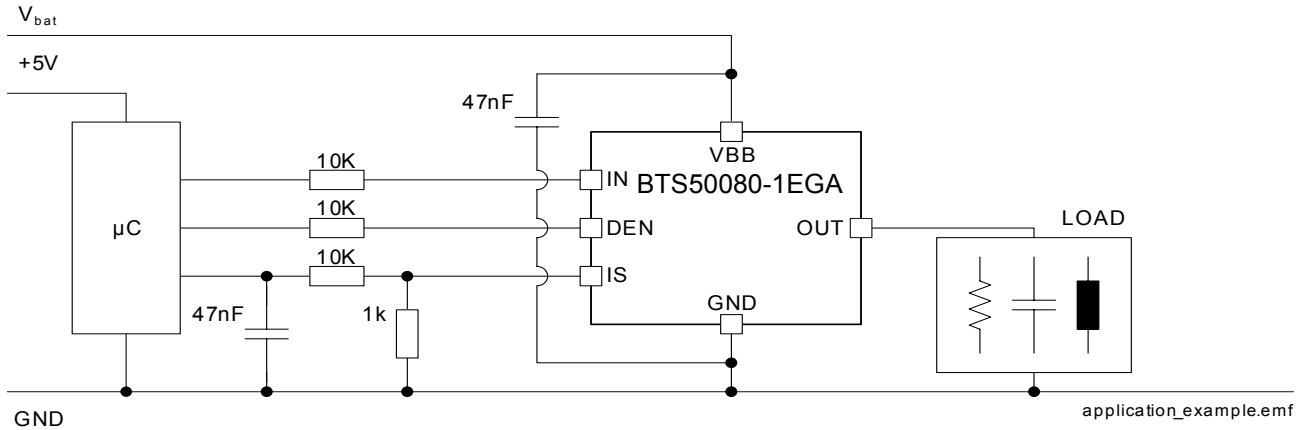 Vbat
+5V
47nF
VBB
BTS50080-1EGA
10K
IN
10K
DEN
µC
OUT
LOAD
10K
IS
47nF
1k
GND
GND
application_example.emf